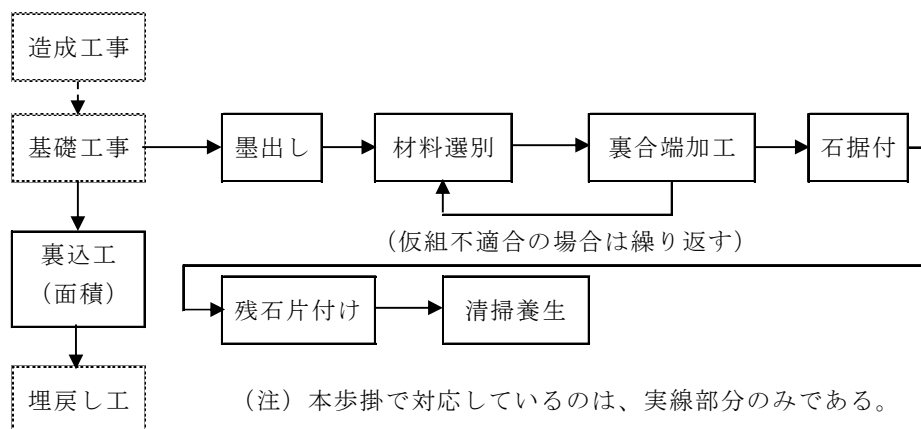 造成工事
基礎工事
墨出し
材料選別
裏合端加工
石据付
（仮組不適合の場合は繰り返す）
裏込工
（面積）
残石片付け
清掃養生
埋戻し工
（注）本歩掛で対応しているのは、実線部分のみである。